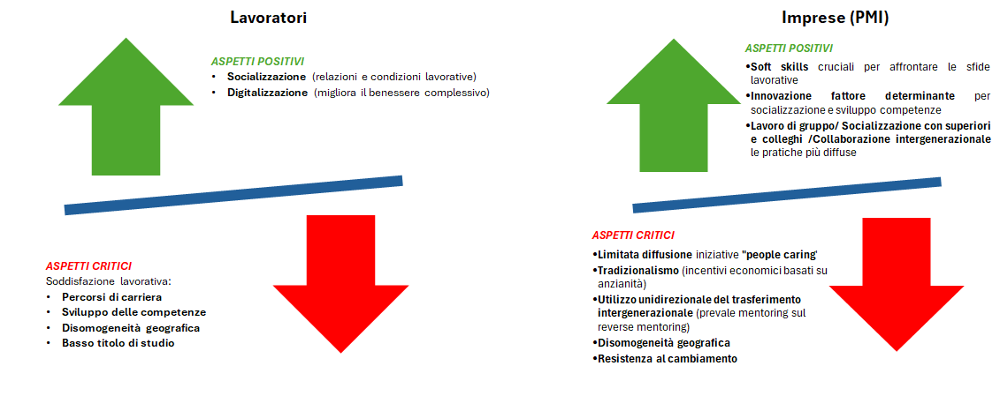 Lavoratori
ASPETTI POSITIVI
• Socializzazione (relazioni e condizioni lavorative)
• Digitalizzazione (migliora il benessere complessivo)
ASPETTI CRITICI
Soddisfazione lavorativa:
• Percorsi di carriera
• Sviluppo delle competenze
• Disomogeneità geografica
• Basso titolo di studio
Imprese (PMI)
ASPETTI POSITIVI
•Soft skills cruciali per affrontare le sfide
lavorative
•Innovazione fattore determinante per
socializzazione e sviluppo competenze
•Lavoro di gruppo/ Socializzazione con superiori
e colleghi /Collaborazione intergenerazionale
le pratiche più diffuse
ASPETTI CRITICI
•Limitata diffusione iniziative "people caring'
•Tradizionalismo (incentivi economici basati su
anzianità)
•Utilizzo unidirezionale del trasferimento
intergenerazionale (prevale mentoring sul
reverse mentoring)
•Disomogeneità geografica
•Resistenza al cambiamento